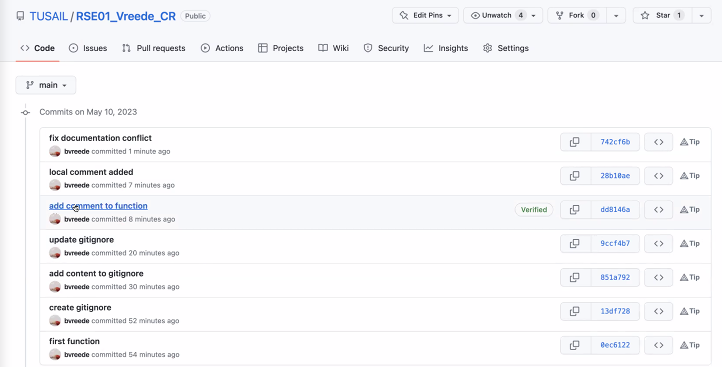 TUSAIL / RSE01_Vreede_CR Public
Edit Pins Unwatch 4 Fork 0 Star 1
Code Issues Pull requests Actions Projects Wiki Security Insights Settings
main
Commits on May 10, 2023
fix documentation conflict
bvreede committed 1 minute ago 742cf6b Tip
local comment added
bvreede committed 7 minutes ago 28b10ae Tip
add comment to function
bvreede committed 8 minutes ago Verified dd8146a Tip
update gitignore
bvreede committed 20 minutes ago 9ccf4b7 Tip
add content to gitignore
bvreede committed 30 minutes ago 851a792 Tip
create gitignore
bvreede committed 52 minutes ago 13df728 Tip
first function
bvreede committed 54 minutes ago 0ec6122 Tip